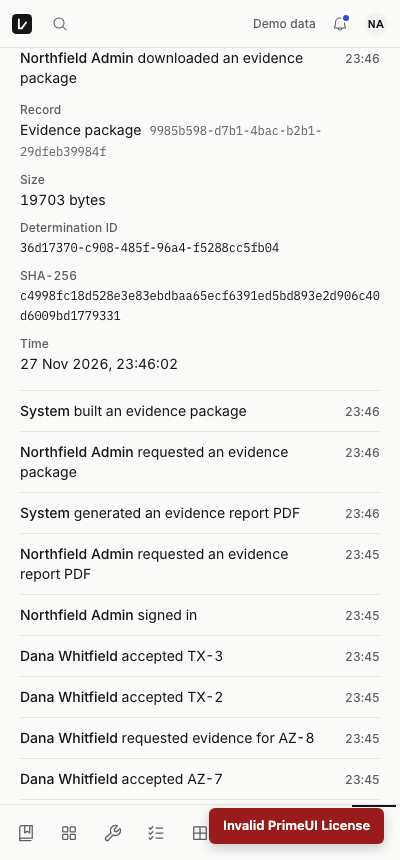 Demo data
NA
Northfield Admin downloaded an evidence 23:46
package
Record
Evidence package 9985b598-d7b1-4bac-b2b1-
29dfeb39984f
Size
19703 bytes
Determination ID
36d17370-c908-485f-96a4-f5288cc5fb04
SHA-256
c4998fc18d528e3e83ebdbaa65ecf6391ed5bd893e2d906c40
d6009bd1779331
Time
27 Nov 2026, 23:46:02
System built an evidence package 23:46
Northfield Admin requested an evidence 23:46
package
System generated an evidence report PDF 23:46
Northfield Admin requested an evidence 23:45
report PDF
Northfield Admin signed in 23:45
Dana Whitfield accepted TX-3 23:45
Dana Whitfield accepted TX-2 23:45
Dana Whitfield requested evidence for AZ-8 23:45
Dana Whitfield accepted AZ-7 23:45
Invalid PrimeUI License